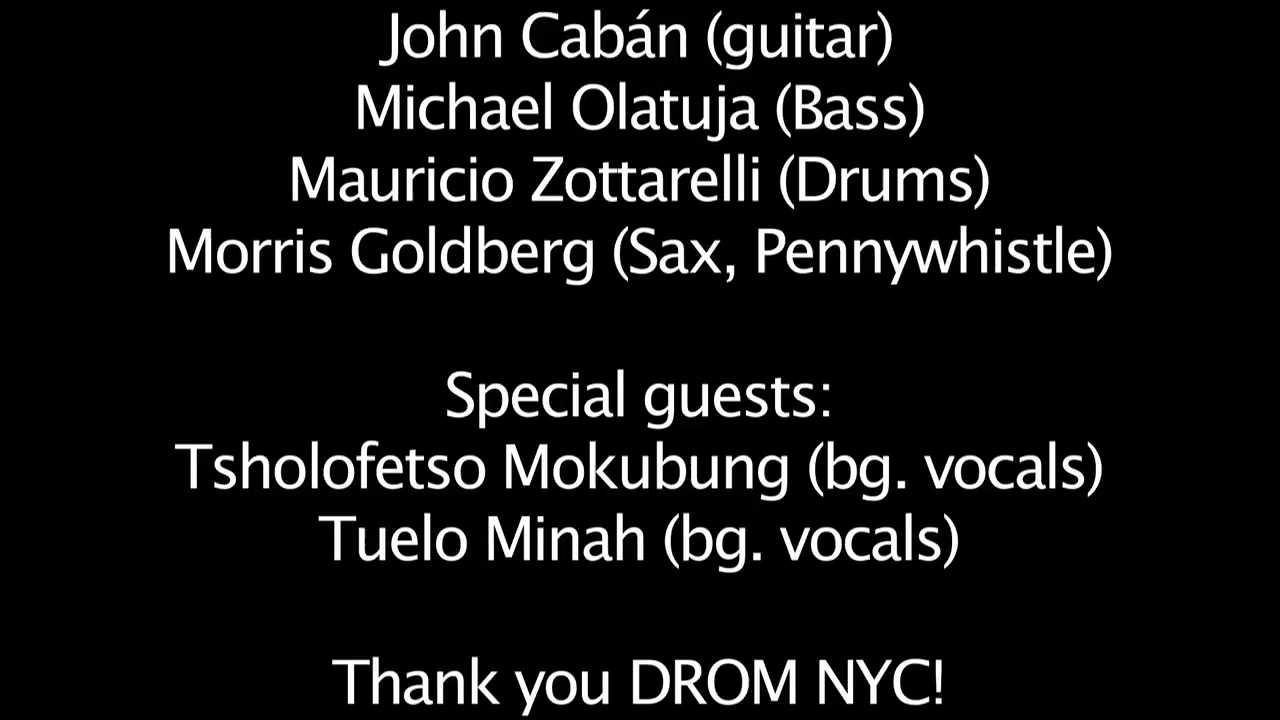 John Cabán (guitar)
Michael Olatuja (Bass)
Mauricio Zottarelli (Drums)
Morris Goldberg (Sax, Pennywhistle)
Special guests:
Tsholofetso Mokubung (bg. vocals)
Tuelo Minah (bg. vocals)
Thank you DROM NYC!